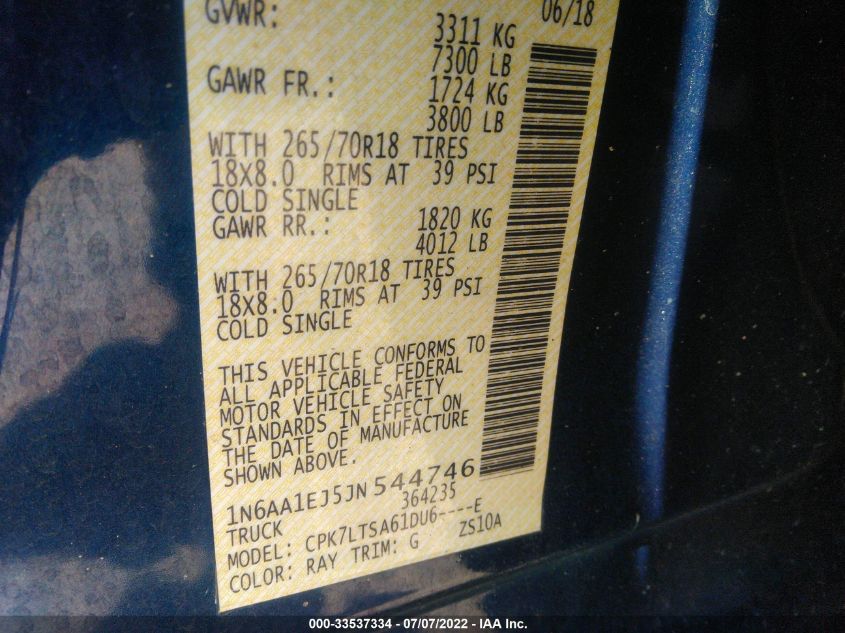 GVWR: 06/18
3311 KG
7300 LB
GAWR FR.: 1724 KG
3800 LB
WITH 265/70R18 TIRES
18X8.0 RIMS AT 39 PSI
COLD SINGLE
GAWR RR.: 1820 KG
4012 LB
WITH 265/70R18 TIRES
18X8.0 RIMS AT 39 PSI
COLD SINGLE
THIS VEHICLE CONFORMS TO
ALL APPLICABLE FEDERAL
MOTOR VEHICLE SAFETY
STANDARDS IN EFFECT ON
THE DATE OF MANUFACTURE
SHOWN ABOVE.
1N6AA1EJ5JN544746
TRUCK 364235
MODEL: CPK7LTSA61DU6----E
COLOR: RAY TRIM: G ZS10A
000-33537334 - 07/07/2022 - IAA Inc.